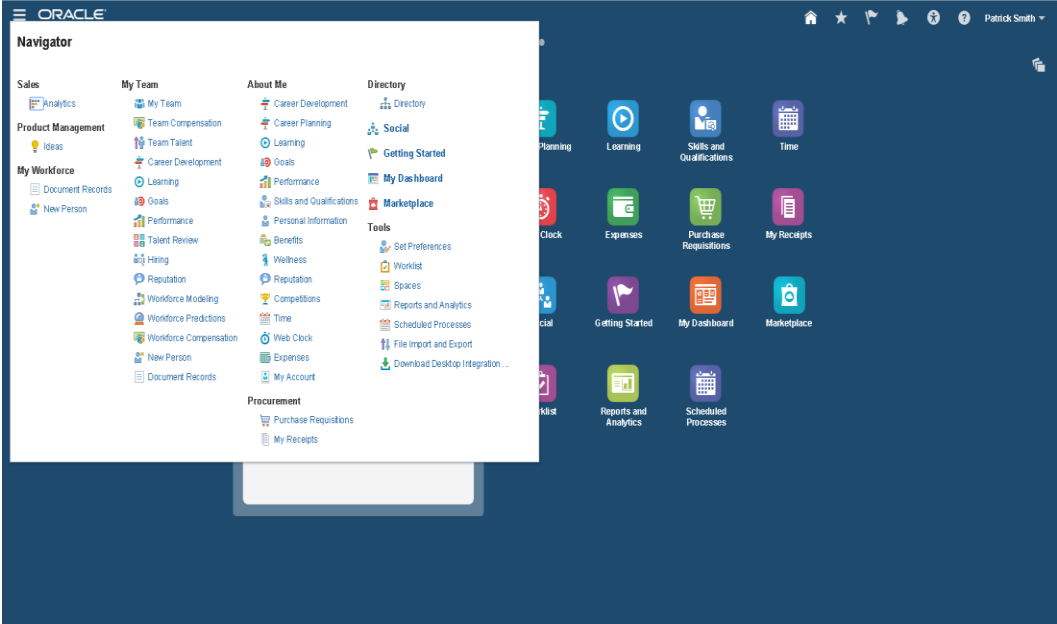 ORACLE
Patrick Smith
Navigator
Sales
Analytics
Product Management
Ideas
My Workforce
Document Records
New Person
My Team
My Team
Team Compensation
Team Talent
Career Development
Learning
Goals
Performance
Talent Review
Hiring
Reputation
Workforce Modeling
Workforce Predictions
Workforce Compensation
New Person
Document Records
About Me
Career Development
Career Planning
Learning
Goals
Performance
Skills and Qualifications
Personal Information
Benefits
Wellness
Reputation
Competitions
Time
Web Clock
Expenses
My Account
Procurement
Purchase Requisitions
My Receipts
Directory
Directory
Social
Getting Started
My Dashboard
Marketplace
Tools
Set Preferences
Worklist
Spaces
Reports and Analytics
Scheduled Processes
File Import and Export
Download Desktop Integration ...
Planning
Learning
Skills and
Qualifications
Time
Clock
Expenses
Purchase
Requisitions
My Receipts
cial
Getting Started
My Dashboard
Marketplace
klist
Reports and
Analytics
Scheduled
Processes